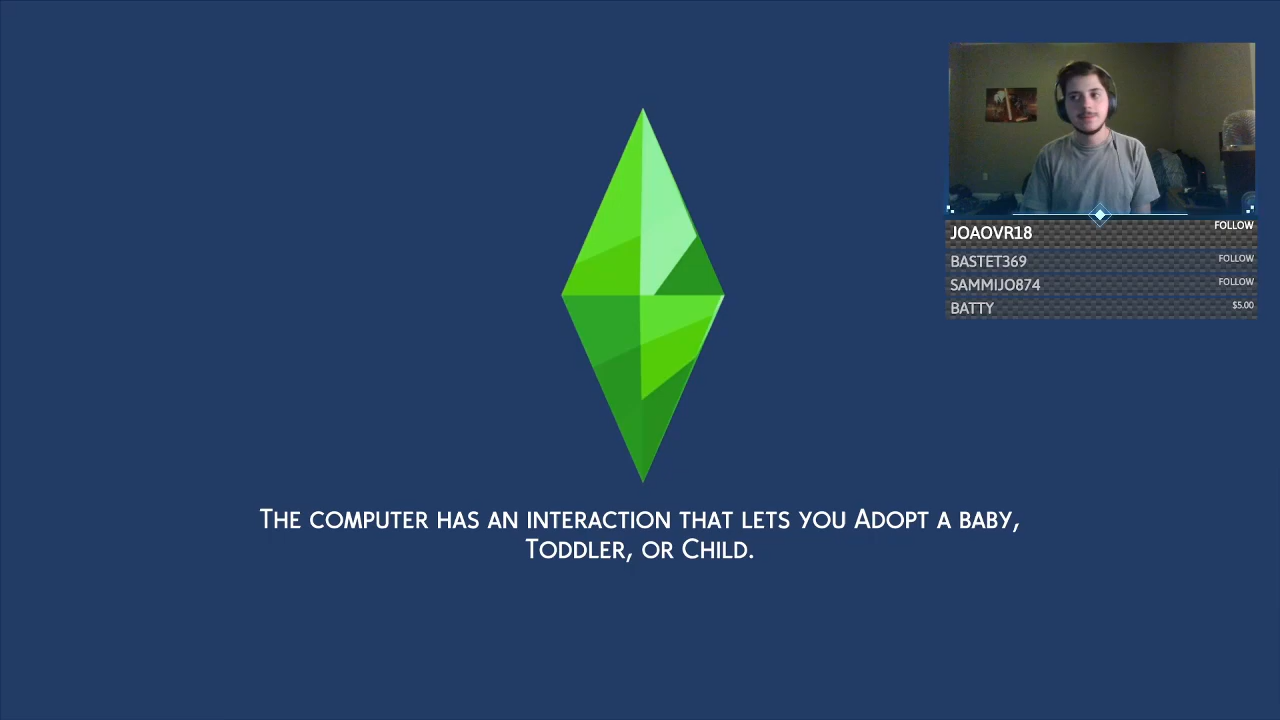 JOAOVR18 FOLLOW
BASTET369 FOLLOW
SAMMIJO874 FOLLOW
BATTY $5.00
THE COMPUTER HAS AN INTERACTION THAT LETS YOU ADOPT A BABY,
TODDLER, OR CHILD.